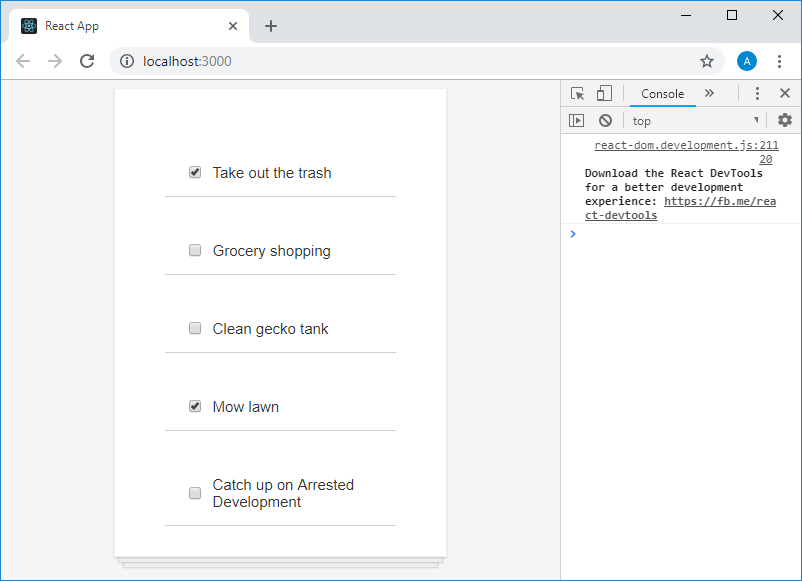 React App
localhost:3000
A
Console
top
react-dom.development.js:211
20
Download the React DevTools
for a better development
experience: https://fb.me/rea
ct-devtools
Take out the trash
Grocery shopping
Clean gecko tank
Mow lawn
Catch up on Arrested
Development